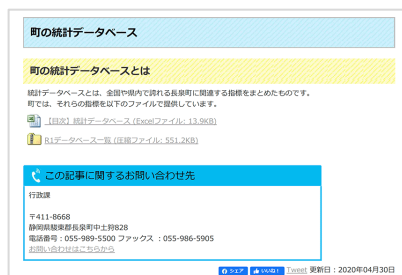 町の統計データベース
町の統計データベースとは
統計データベースとは、全国や県内で誇れる長泉町に関連する指標をまとめたものです。
町では、それらの指標を以下のファイルで提供しています。
【目次】統計データベース (Excelファイル: 13.9KB)
R1データベース一覧 (圧縮ファイル: 551.2KB)
この記事に関するお問い合わせ先
行政課
〒411-8668
静岡県駿東郡長泉町中土狩828
電話番号：055-989-5500 ファックス ：055-986-5905
お問い合わせはこちらから
シェア いいね! Tweet 更新日：2020年04月30日